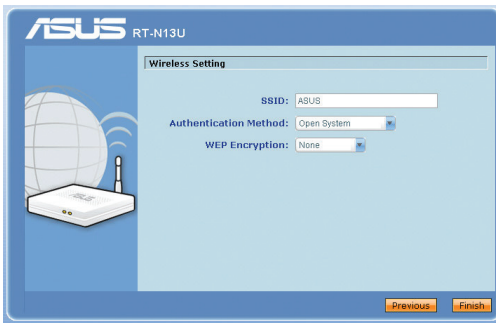 ASUS RT-N13U
Wireless Setting
SSID: ASUS
Authentication Method: Open System
WEP Encryption: None
ASUS
Previous Finish